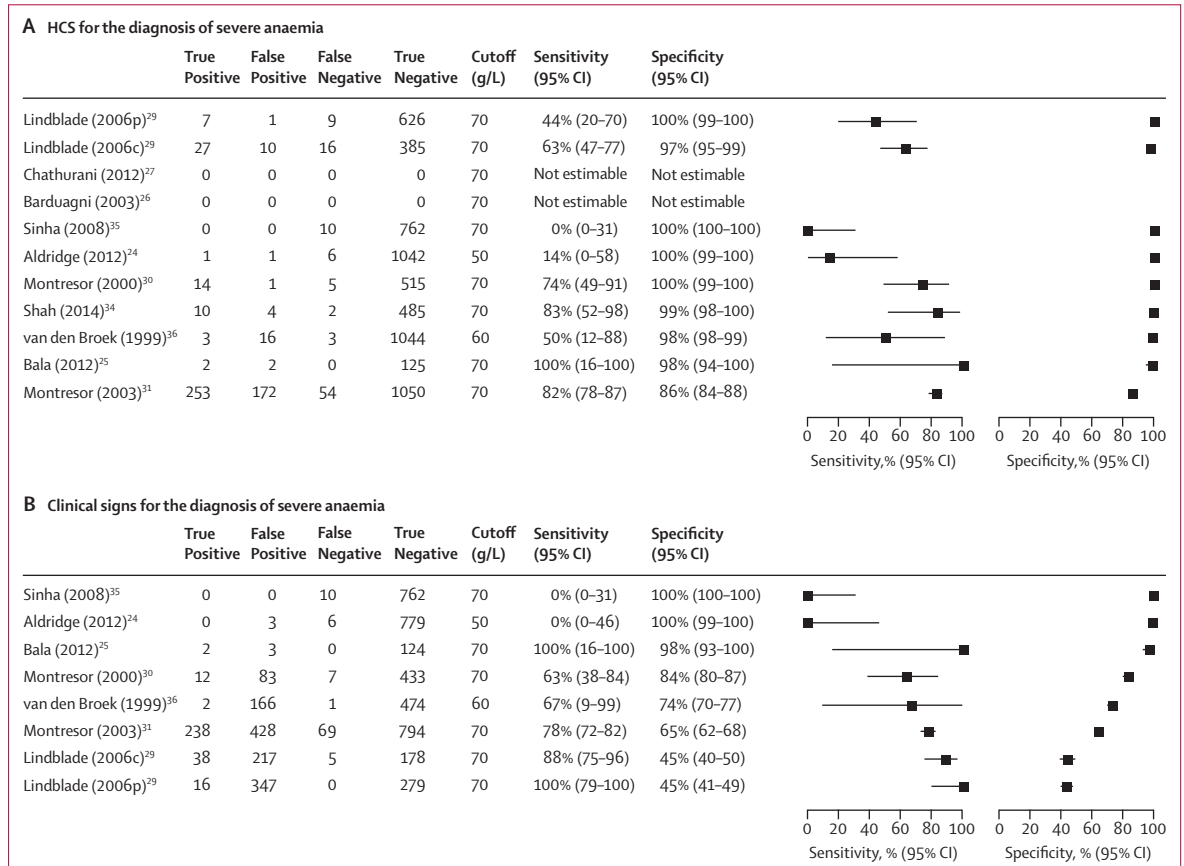 A HCS for the diagnosis of severe anaemia
True False False True Cutoff Sensitivity Specificity
Positive Positive Negative Negative (g/L) (95% CI) (95% CI)
Lindblade (2006p)²⁹ 7 1 9 626 70 44% (20–70) 100% (99–100)
Lindblade (2006c)²⁹ 27 10 16 385 70 63% (47–77) 97% (95–99)
Chathurani (2012)²⁷ 0 0 0 0 70 Not estimable Not estimable
Barduagni (2003)²⁶ 0 0 0 0 70 Not estimable Not estimable
Sinha (2008)³⁵ 0 0 10 762 70 0% (0–31) 100% (100–100)
Aldridge (2012)²⁴ 1 1 6 1042 50 14% (0–58) 100% (99–100)
Montresor (2000)³⁰ 14 1 5 515 70 74% (49–91) 100% (99–100)
Shah (2014)³⁴ 10 4 2 485 70 83% (52–98) 99% (98–100)
van den Broek (1999)³⁶ 3 16 3 1044 60 50% (12–88) 98% (98–99)
Bala (2012)²⁵ 2 2 0 125 70 100% (16–100) 98% (94–100)
Montresor (2003)³¹ 253 172 54 1050 70 82% (78–87) 86% (84–88)
0 20 40 60 80 100 0 20 40 60 80 100
Sensitivity,% (95% CI) Specificity,% (95% CI)
B Clinical signs for the diagnosis of severe anaemia
True False False True Cutoff Sensitivity Specificity
Positive Positive Negative Negative (g/L) (95% CI) (95% CI)
Sinha (2008)³⁵ 0 0 10 762 70 0% (0–31) 100% (100–100)
Aldridge (2012)²⁴ 0 3 6 779 50 0% (0–46) 100% (99–100)
Bala (2012)²⁵ 2 3 0 124 70 100% (16–100) 98% (93–100)
Montresor (2000)³⁰ 12 83 7 433 70 63% (38–84) 84% (80–87)
van den Broek (1999)³⁶ 2 166 1 474 60 67% (9–99) 74% (70–77)
Montresor (2003)³¹ 238 428 69 794 70 78% (72–82) 65% (62–68)
Lindblade (2006c)²⁹ 38 217 5 178 70 88% (75–96) 45% (40–50)
Lindblade (2006p)²⁹ 16 347 0 279 70 100% (79–100) 45% (41–49)
0 20 40 60 80 100 0 20 40 60 80 100
Sensitivity, % (95% CI) Specificity, % (95% CI)